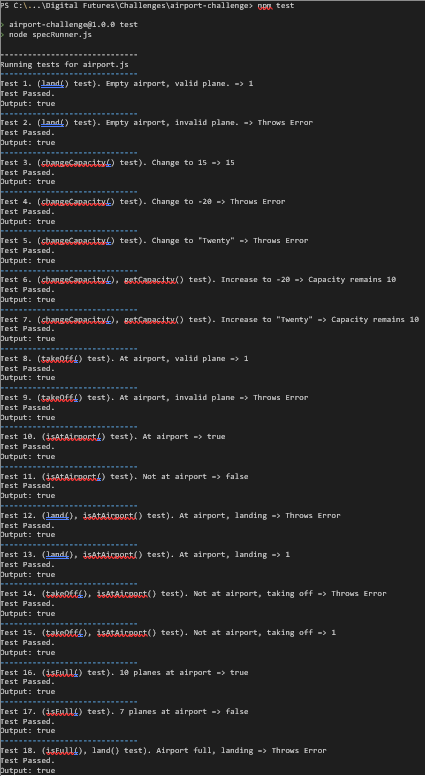 PS C:\...\Digital Futures\Challenges\airport-challenge> npm test
> airport-challenge@1.0.0 test
> node specRunner.js
------------------------------
Running tests for airport.js
------------------------------
Test 1. (land() test). Empty airport, valid plane. => 1
Test Passed.
Output: true
------------------------------
Test 2. (land() test). Empty airport, invalid plane. => Throws Error
Test Passed.
Output: true
------------------------------
Test 3. (changeCapacity() test). Change to 15 => 15
Test Passed.
Output: true
------------------------------
Test 4. (changeCapacity() test). Change to -20 => Throws Error
Test Passed.
Output: true
------------------------------
Test 5. (changeCapacity() test). Change to "Twenty" => Throws Error
Test Passed.
Output: true
------------------------------
Test 6. (changeCapacity(), getCapacity() test). Increase to -20 => Capacity remains 10
Test Passed.
Output: true
------------------------------
Test 7. (changeCapacity(), getCapacity() test). Increase to "Twenty" => Capacity remains 10
Test Passed.
Output: true
------------------------------
Test 8. (takeOff() test). At airport, valid plane => 1
Test Passed.
Output: true
------------------------------
Test 9. (takeOff() test). At airport, invalid plane => Throws Error
Test Passed.
Output: true
------------------------------
Test 10. (isAtAirport() test). At airport => true
Test Passed.
Output: true
------------------------------
Test 11. (isAtAirport() test). Not at airport => false
Test Passed.
Output: true
------------------------------
Test 12. (land(), isAtAirport() test). At airport, landing => Throws Error
Test Passed.
Output: true
------------------------------
Test 13. (land(), isAtAirport() test). At airport, landing => 1
Test Passed.
Output: true
------------------------------
Test 14. (takeOff(), isAtAirport() test). Not at airport, taking off => Throws Error
Test Passed.
Output: true
------------------------------
Test 15. (takeOff(), isAtAirport() test). Not at airport, taking off => 1
Test Passed.
Output: true
------------------------------
Test 16. (isFull() test). 10 planes at airport => true
Test Passed.
Output: true
------------------------------
Test 17. (isFull() test). 7 planes at airport => false
Test Passed.
Output: true
------------------------------
Test 18. (isFull(), land() test). Airport full, landing => Throws Error
Test Passed.
Output: true